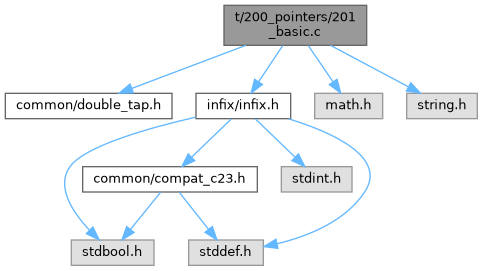 t/200_pointers/201
_basic.c
common/double_tap.h
infix/infix.h
math.h
string.h
common/compat_c23.h
stdint.h
stdbool.h
stddef.h